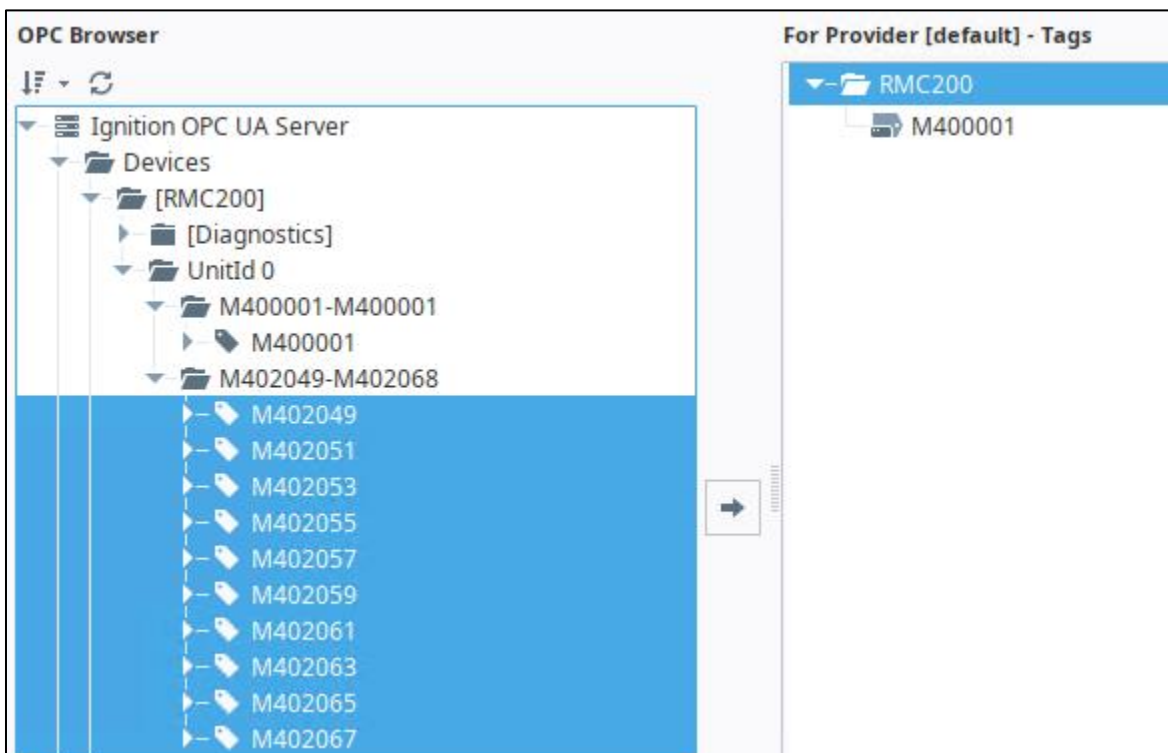 OPC Browser
Ignition OPC UA Server
Devices
[RMC200]
[Diagnostics]
UnitId 0
M400001-M400001
M400001
M402049-M402068
M402049
M402051
M402053
M402055
M402057
M402059
M402061
M402063
M402065
M402067
For Provider [default] - Tags
RMC200
M400001